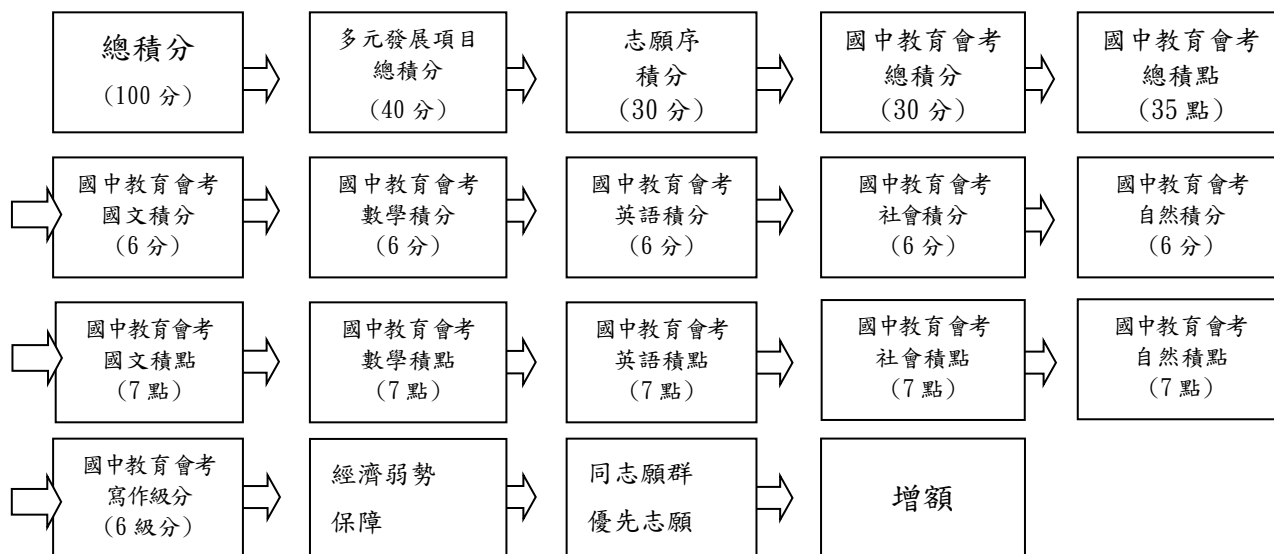 總積分
(100 分)
多元發展項目
總積分
(40 分)
志願序
積分
(30 分)
國中教育會考
總積分
(30 分)
國中教育會考
總積點
(35 點)
國中教育會考
國文積分
(6 分)
國中教育會考
數學積分
(6 分)
國中教育會考
英語積分
(6 分)
國中教育會考
社會積分
(6 分)
國中教育會考
自然積分
(6 分)
國中教育會考
國文積點
(7 點)
國中教育會考
數學積點
(7 點)
國中教育會考
英語積點
(7 點)
國中教育會考
社會積點
(7 點)
國中教育會考
自然積點
(7 點)
國中教育會考
寫作級分
(6 級分)
經濟弱勢
保障
同志願群
優先志願
增額